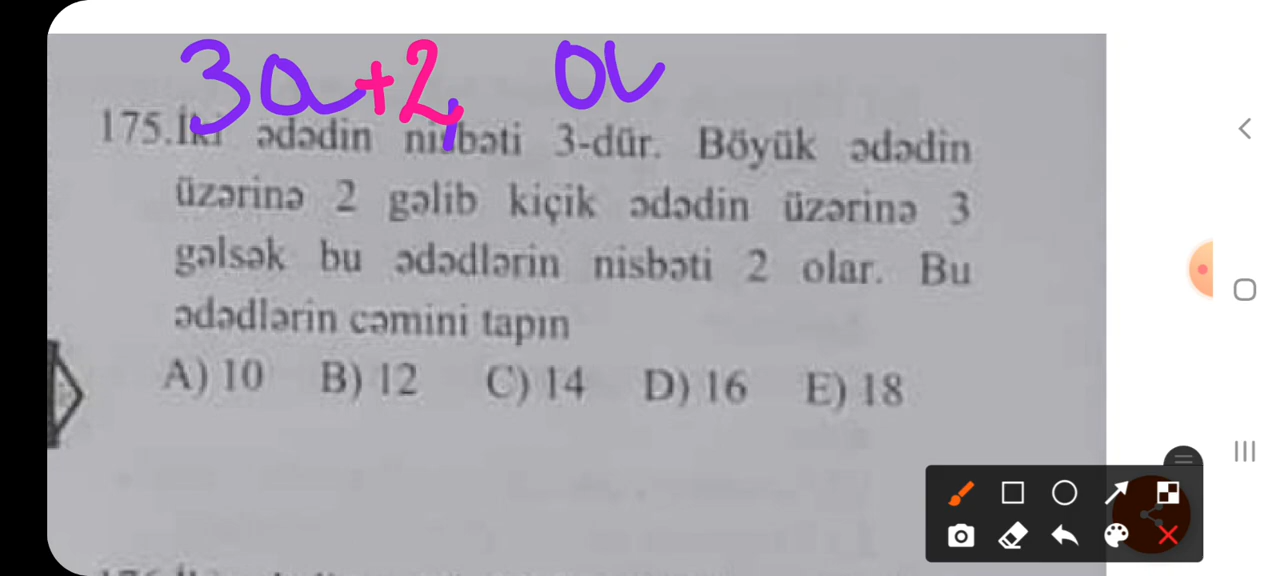 3a+2, a
175.İki ədədin nisbəti 3-dür. Böyük ədədin
üzərinə 2 gəlib kiçik ədədin üzərinə 3
gəlsək bu ədədlərin nisbəti 2 olar. Bu
ədədlərin cəmini tapın
A) 10 B) 12 C) 14 D) 16 E) 18